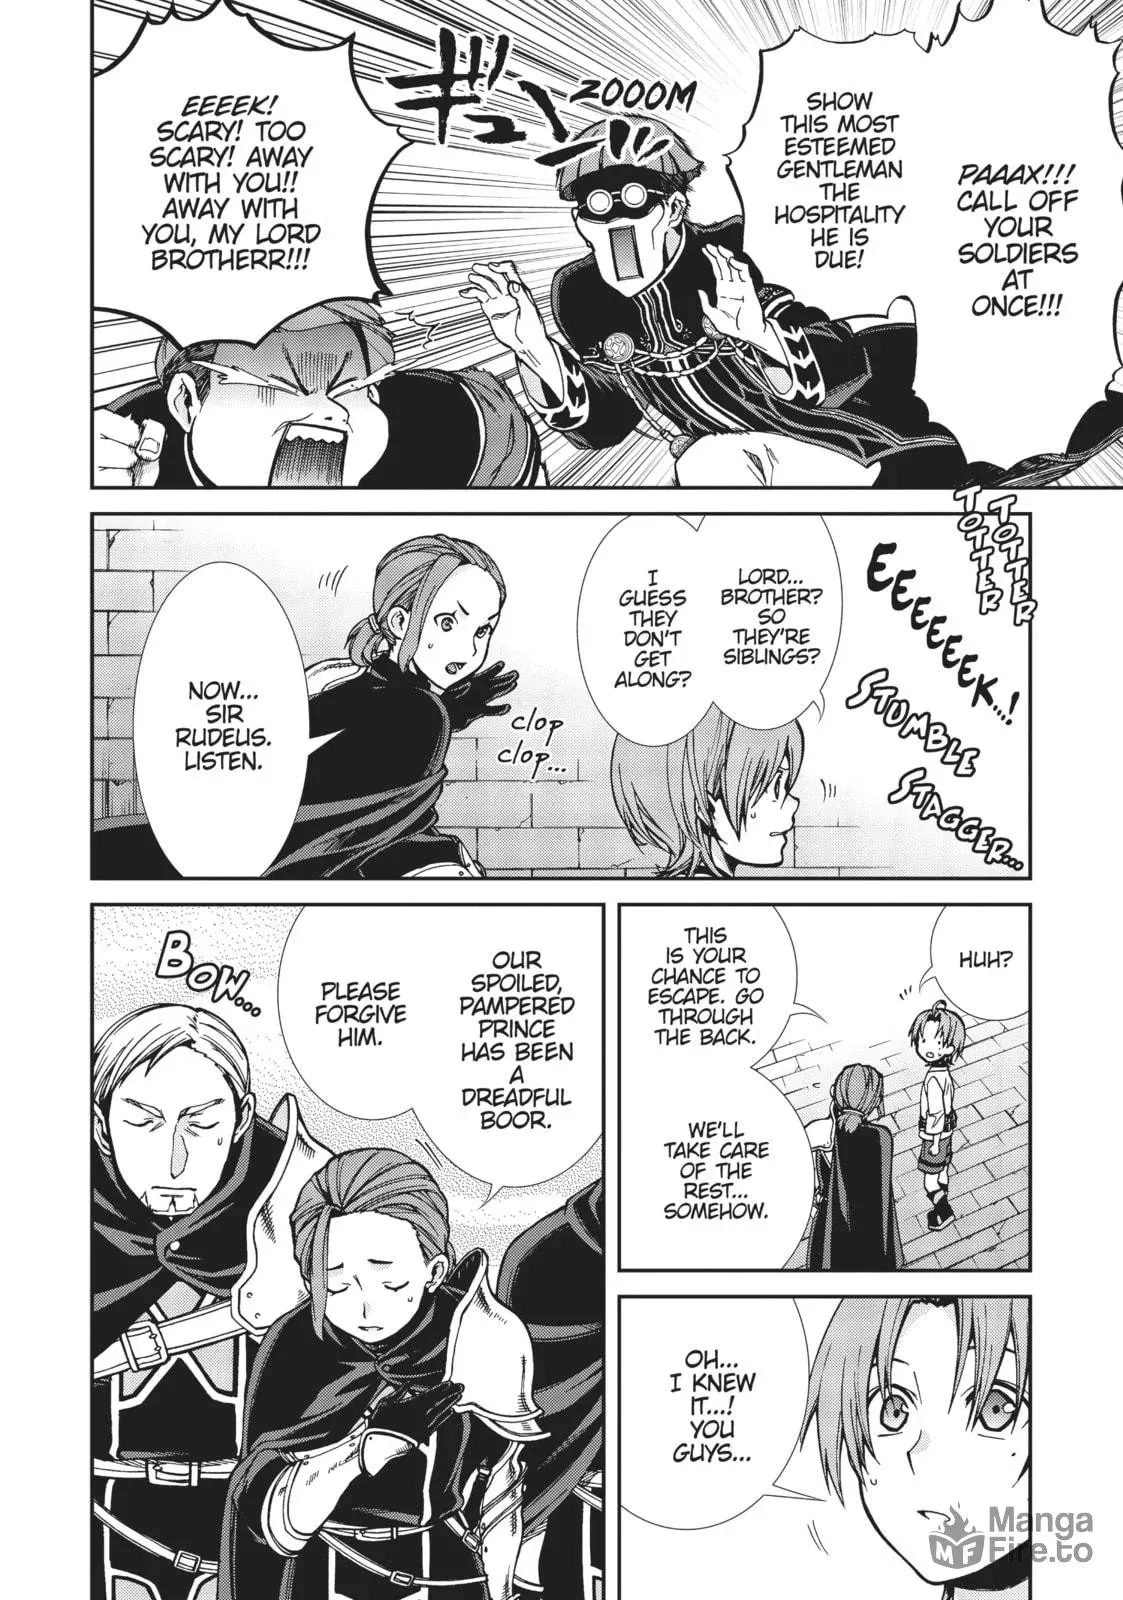 PAAAX!!!
CALL OFF
YOUR
SOLDIERS
AT
ONCE!!!
SHOW
THIS MOST
ESTEEMED
GENTLEMAN
THE
HOSPITALITY
HE IS
DUE!
ZOOOM
ギュン
EEEEK!
SCARY! TOO
SCARY! AWAY
WITH YOU!!
AWAY WITH
YOU, MY LORD
BROTHERR!!!
TOTTER
TOTTER
EEEEEEEK...!
STUMBLE
STAGGER...
LORD...
BROTHER?
SO
THEY'RE
SIBLINGS?
I
GUESS
THEY
DON'T
GET
ALONG?
clop
clop...
NOW...
SIR
RUDEUS.
LISTEN.
HUH?
THIS
IS YOUR
CHANCE TO
ESCAPE. GO
THROUGH
THE BACK.
WE'LL
TAKE CARE
OF THE
REST...
SOMEHOW.
OH...
I KNEW
IT...!
YOU
GUYS...
OUR
SPOILED,
PAMPERED
PRINCE
HAS BEEN
A
DREADFUL
BOOR.
PLEASE
FORGIVE
HIM.
BOW...
MF
Manga
Fire.to